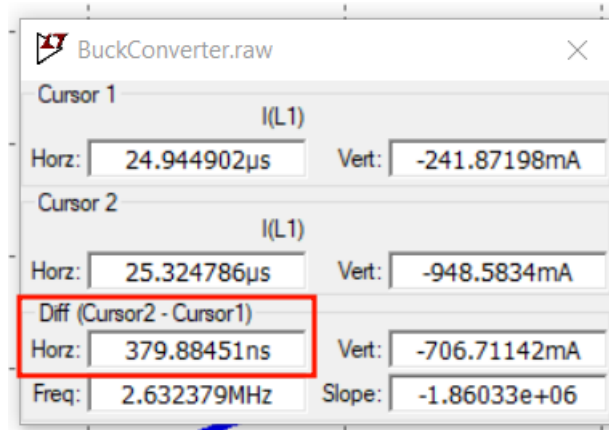 BuckConverter.raw
Cursor 1
I(L1)
Horz: 24.944902µs Vert: -241.87198mA
Cursor 2
I(L1)
Horz: 25.324786µs Vert: -948.5834mA
Diff (Cursor2 - Cursor1)
Horz: 379.88451ns Vert: -706.71142mA
Freq: 2.632379MHz Slope: -1.86033e+06